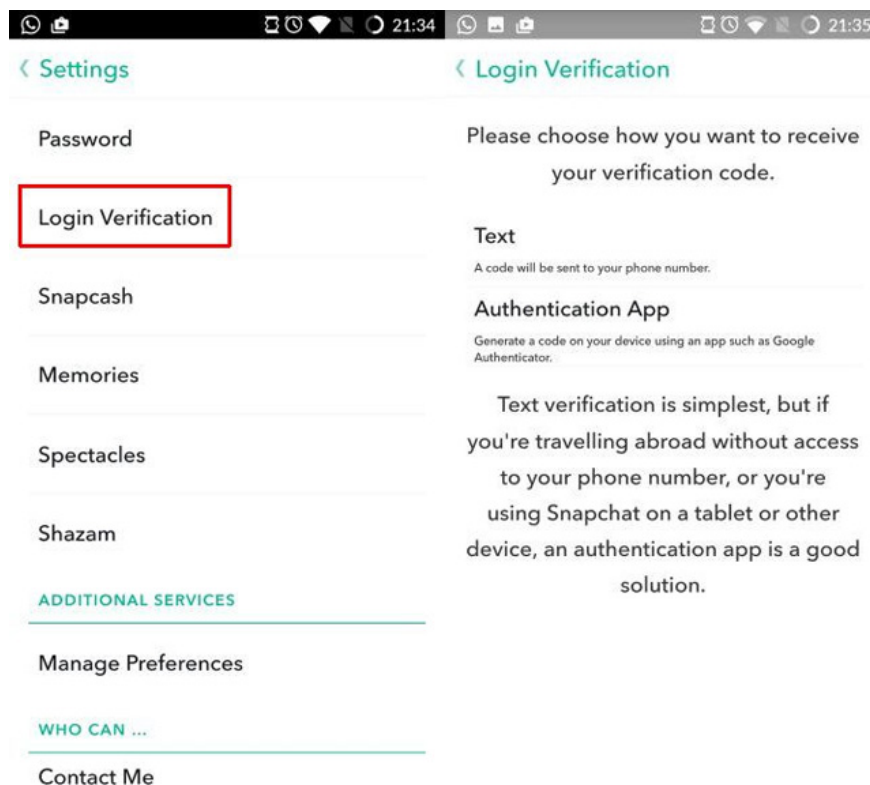 21:34
Settings
Password
Login Verification
Snapcash
Memories
Spectacles
Shazam
ADDITIONAL SERVICES
Manage Preferences
WHO CAN ...
Contact Me
21:35
Login Verification
Please choose how you want to receive
your verification code.
Text
A code will be sent to your phone number.
Authentication App
Generate a code on your device using an app such as Google
Authenticator.
Text verification is simplest, but if
you're travelling abroad without access
to your phone number, or you're
using Snapchat on a tablet or other
device, an authentication app is a good
solution.